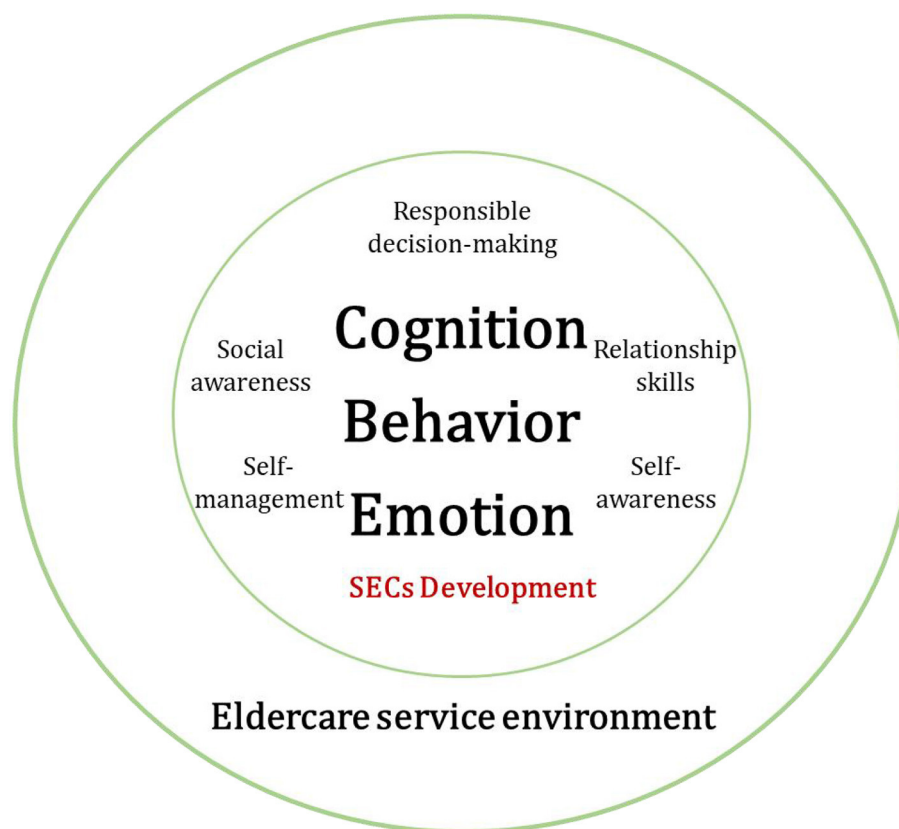 Responsible
decision-making
Cognition
Social
awareness
Relationship
skills
Behavior
Self-
management
Self-
awareness
Emotion
SECs Development
Eldercare service environment